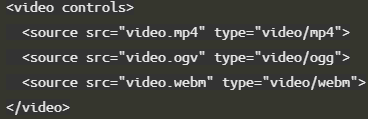 <video controls>
  <source src="video.mp4" type="video/mp4">
  <source src="video.ogv" type="video/ogg">
  <source src="video.webm" type="video/webm">
</video>